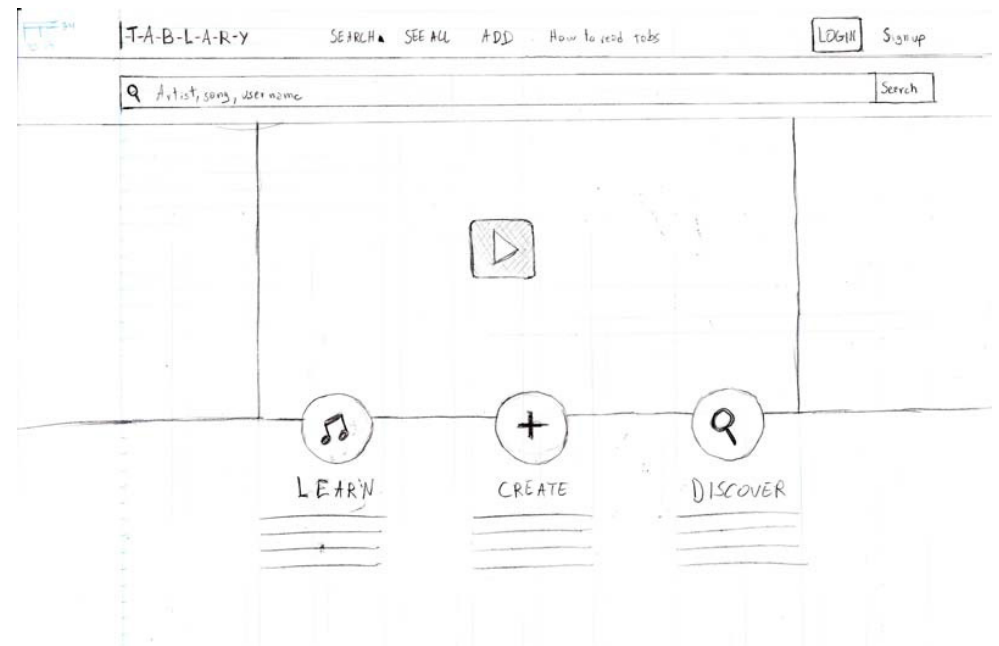 |-T-A-B-L-A-R-Y SEARCH SEE ALL ADD How to read tabs LOGIN Signup
Artist, song, username Search
LEARN CREATE DISCOVER